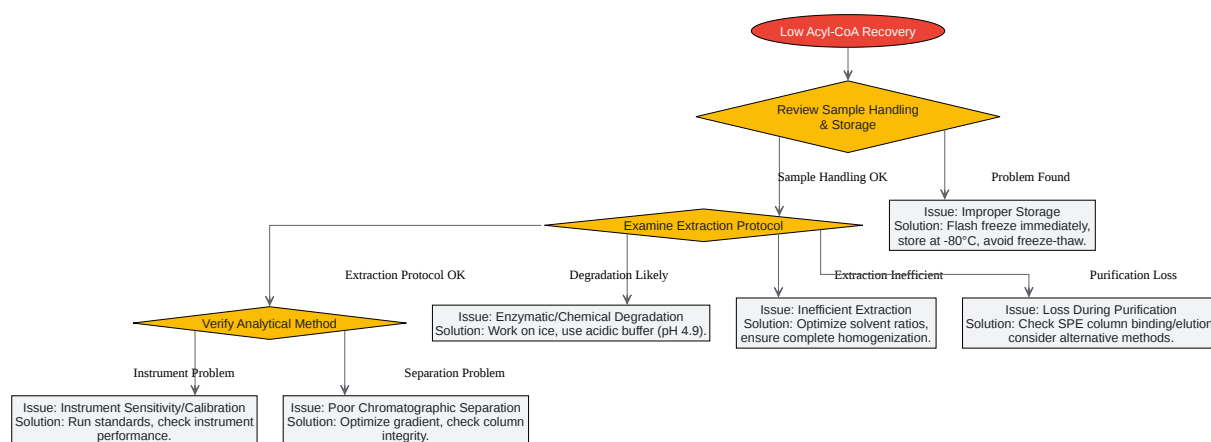 Low Acyl-CoA Recovery
Review Sample Handling
& Storage
Sample Handling OK
Problem Found
Issue: Improper Storage
Solution: Flash freeze immediately,
store at -80°C, avoid freeze-thaw.
Examine Extraction Protocol
Extraction Protocol OK
Degradation Likely
Extraction Inefficient
Purification Loss
Issue: Enzymatic/Chemical Degradation
Solution: Work on ice, use acidic buffer (pH 4.9).
Issue: Inefficient Extraction
Solution: Optimize solvent ratios,
ensure complete homogenization.
Issue: Loss During Purification
Solution: Check SPE column binding/elution,
consider alternative methods.
Verify Analytical Method
Instrument Problem
Separation Problem
Issue: Instrument Sensitivity/Calibration
Solution: Run standards, check instrument
performance.
Issue: Poor Chromatographic Separation
Solution: Optimize gradient, check column
integrity.